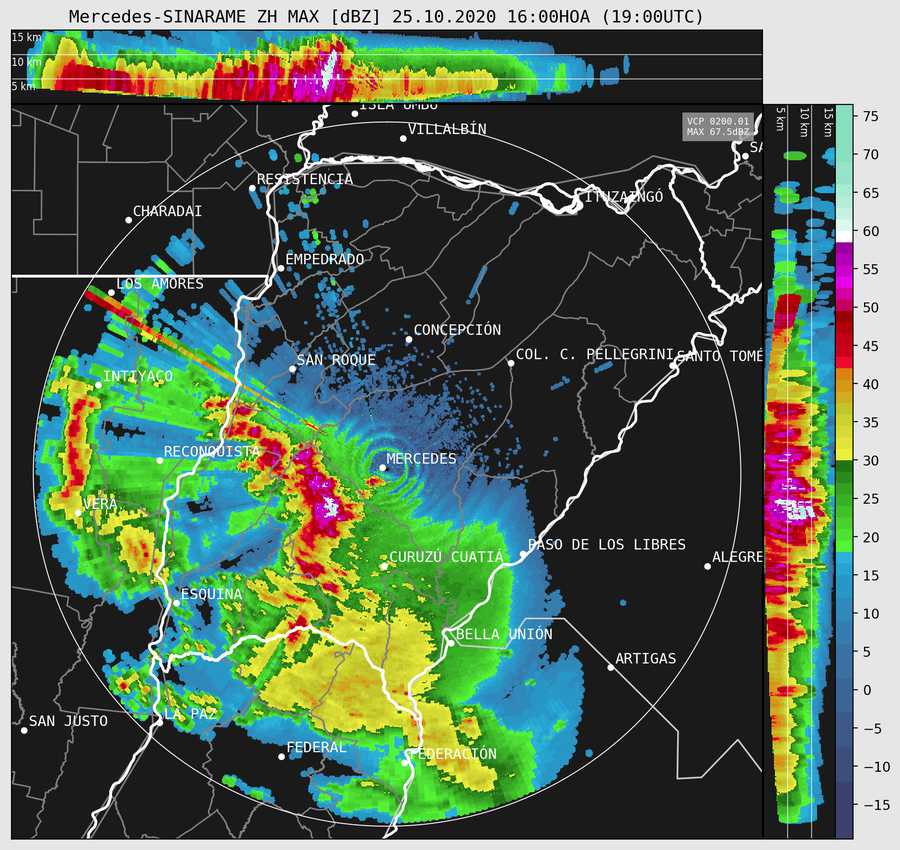 Mercedes-SINARAME ZH MAX [dBZ] 25.10.2020 16:00HOA (19:00UTC)
15 km
10 km
5 km
ISLA UMBÚ
VILLALBÍN
VCP 0200.01
MAX 67.5dBZ
5 km
10 km
15 km
SA
RESISTENCIA
ITUZAINGÓ
CHARADAI
EMPEDRADO
LOS AMORES
CONCEPCIÓN
SAN ROQUE
COL. C. PELLEGRINI
SANTO TOMÉ
INTIYACO
RECONQUISTA
MERCEDES
VERA
CURUZÚ CUATIÁ
PASO DE LOS LIBRES
ALEGRE
ESQUINA
BELLA UNIÓN
ARTIGAS
SAN JUSTO
LA PAZ
FEDERAL
FEDERACIÓN
75
70
65
60
55
50
45
40
35
30
25
20
15
10
5
0
−5
−10
−15